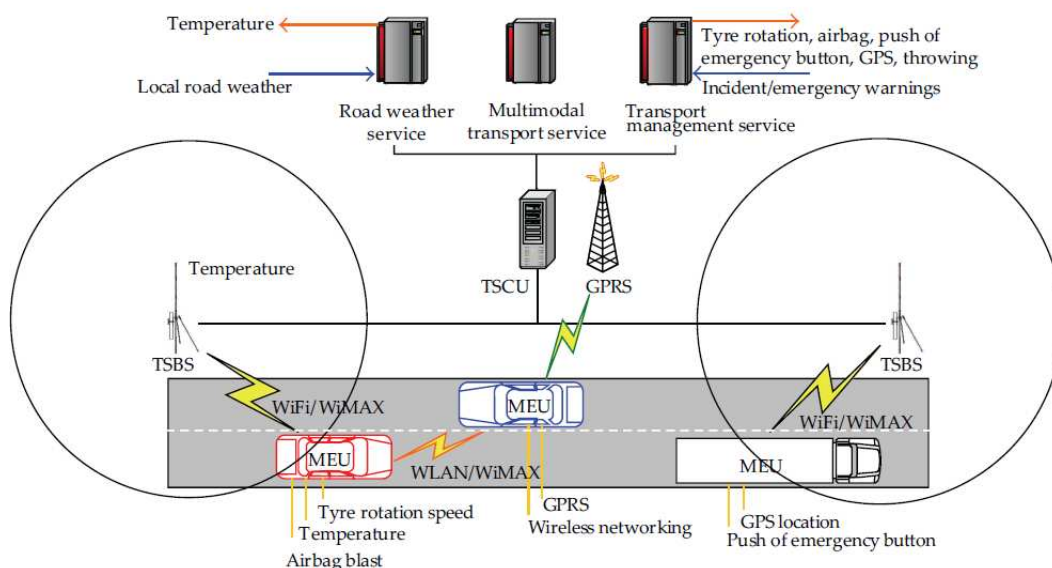 Temperature
Local road weather
Road weather
service
Multimodal
transport service
Transport
management service
Tyre rotation, airbag, push of
emergency button, GPS, throwing
Incident/emergency warnings
Temperature
TSCU
GPRS
TSBS
TSBS
WiFi/WiMAX
MEU
WiFi/WiMAX
MEU
WLAN/WiMAX
MEU
Tyre rotation speed
Temperature
Airbag blast
GPRS
Wireless networking
GPS location
Push of emergency button